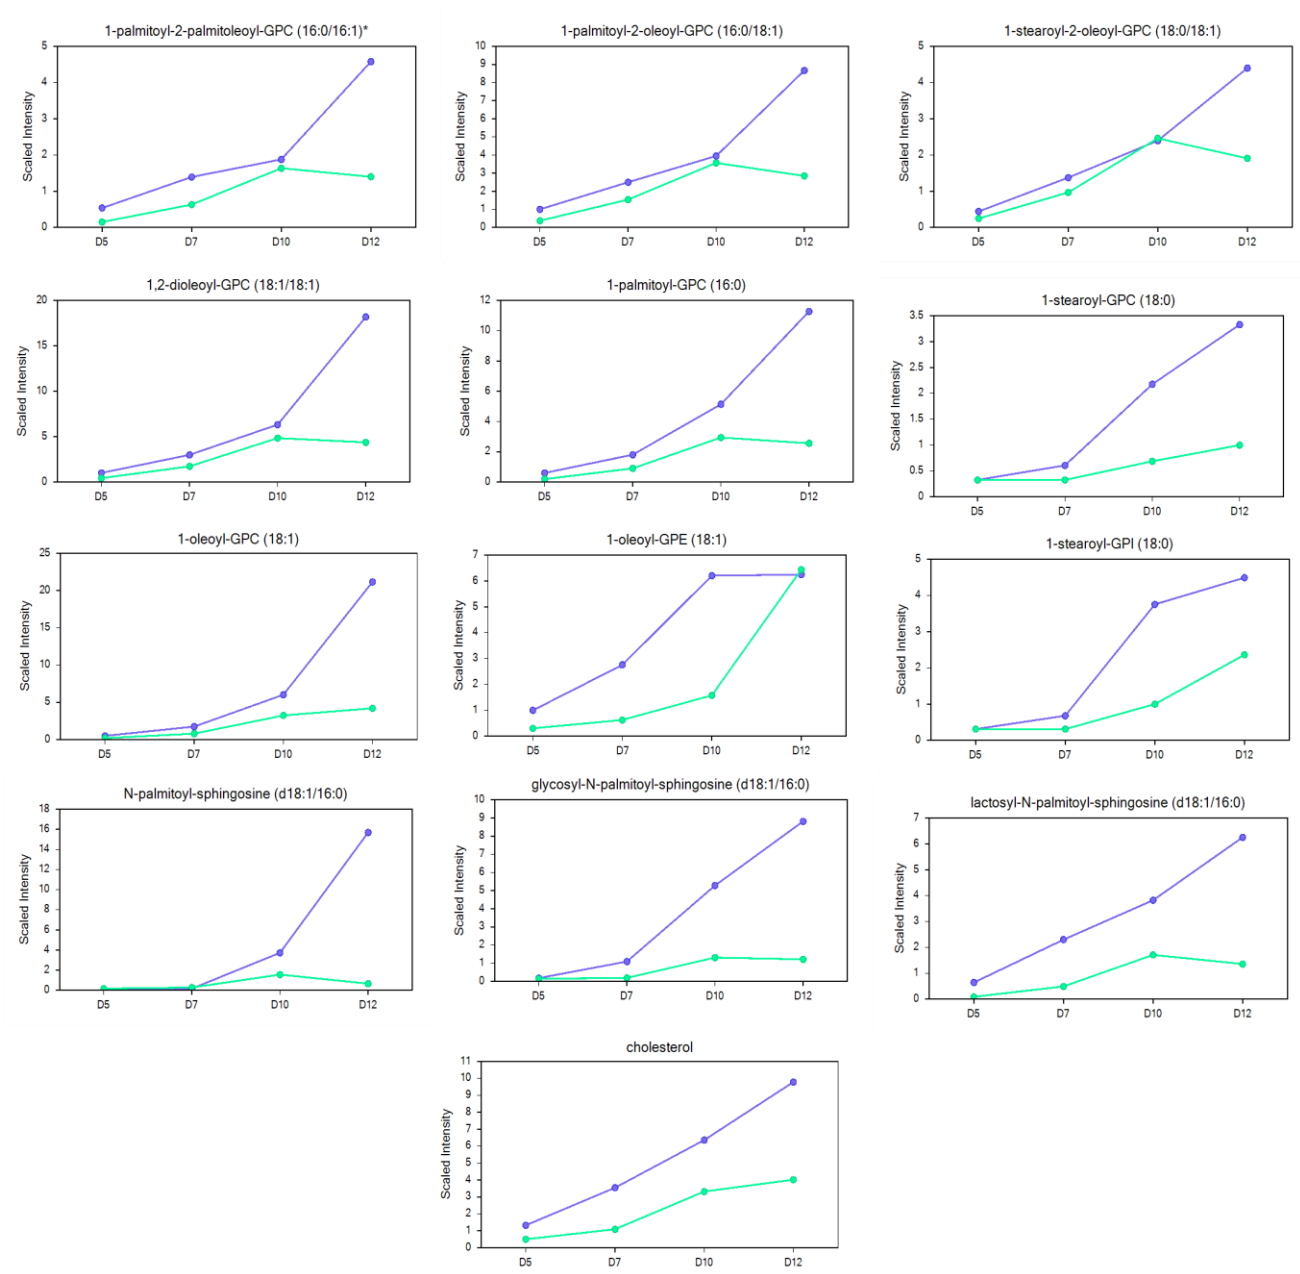 1-palmitoyl-2-palmitoleoyl-GPC (16:0/16:1)*
5
4
3
2
1
0
Scaled Intensity
D5 D7 D10 D12
1-palmitoyl-2-oleoyl-GPC (16:0/18:1)
10
9
8
7
6
5
4
3
2
1
0
Scaled Intensity
D5 D7 D10 D12
1-stearoyl-2-oleoyl-GPC (18:0/18:1)
5
4
3
2
1
0
Scaled Intensity
D5 D7 D10 D12
1,2-dioleoyl-GPC (18:1/18:1)
20
15
10
5
0
Scaled Intensity
D5 D7 D10 D12
1-palmitoyl-GPC (16:0)
12
10
8
6
4
2
0
Scaled Intensity
D5 D7 D10 D12
1-stearoyl-GPC (18:0)
3.5
3
2.5
2
1.5
1
0.5
0
Scaled Intensity
D5 D7 D10 D12
1-oleoyl-GPC (18:1)
25
20
15
10
5
0
Scaled Intensity
D5 D7 D10 D12
1-oleoyl-GPE (18:1)
7
6
5
4
3
2
1
0
Scaled Intensity
D5 D7 D10 D12
1-stearoyl-GPI (18:0)
5
4
3
2
1
0
Scaled Intensity
D5 D7 D10 D12
N-palmitoyl-sphingosine (d18:1/16:0)
18
16
14
12
10
8
6
4
2
0
Scaled Intensity
D5 D7 D10 D12
glycosyl-N-palmitoyl-sphingosine (d18:1/16:0)
10
9
8
7
6
5
4
3
2
1
0
Scaled Intensity
D5 D7 D10 D12
lactosyl-N-palmitoyl-sphingosine (d18:1/16:0)
7
6
5
4
3
2
1
0
Scaled Intensity
D5 D7 D10 D12
cholesterol
11
10
9
8
7
6
5
4
3
2
1
0
Scaled Intensity
D5 D7 D10 D12